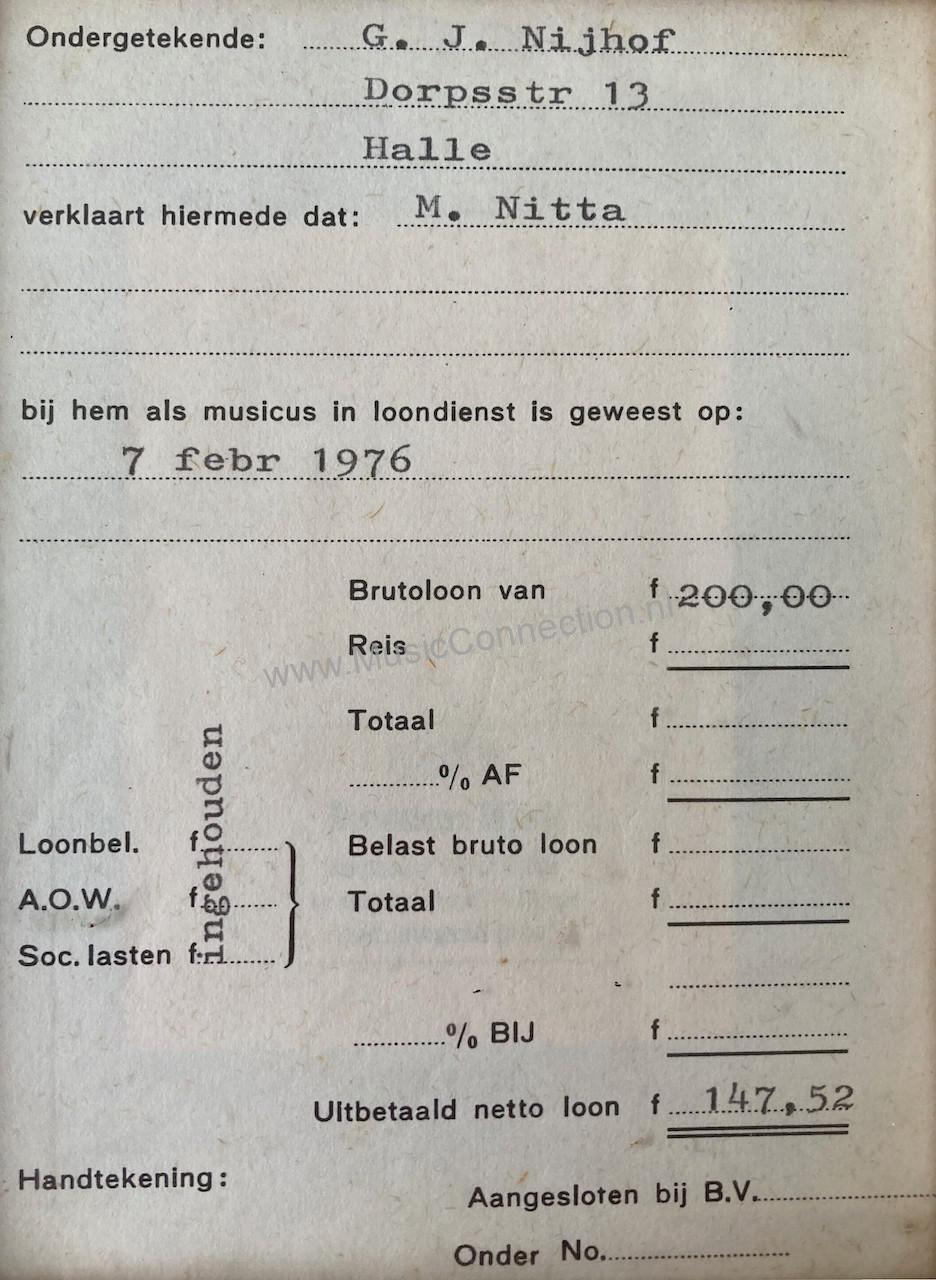 Ondergetekende: G. J. Nijhof
Dorpsstr 13
Halle
verklaart hiermede dat: M. Nitta
bij hem als musicus in loondienst is geweest op:
7 febr 1976
Brutoloon van f 200,00
www.MusicConnection.nl
Reis f
Totaal f
% AF f
ingehouden
Loonbel. f Belast bruto loon f
A.O.W. f Totaal f
Soc. lasten f
% BIJ f
Uitbetaald netto loon f 147,52
Handtekening:
Aangesloten bij B.V.
Onder No.